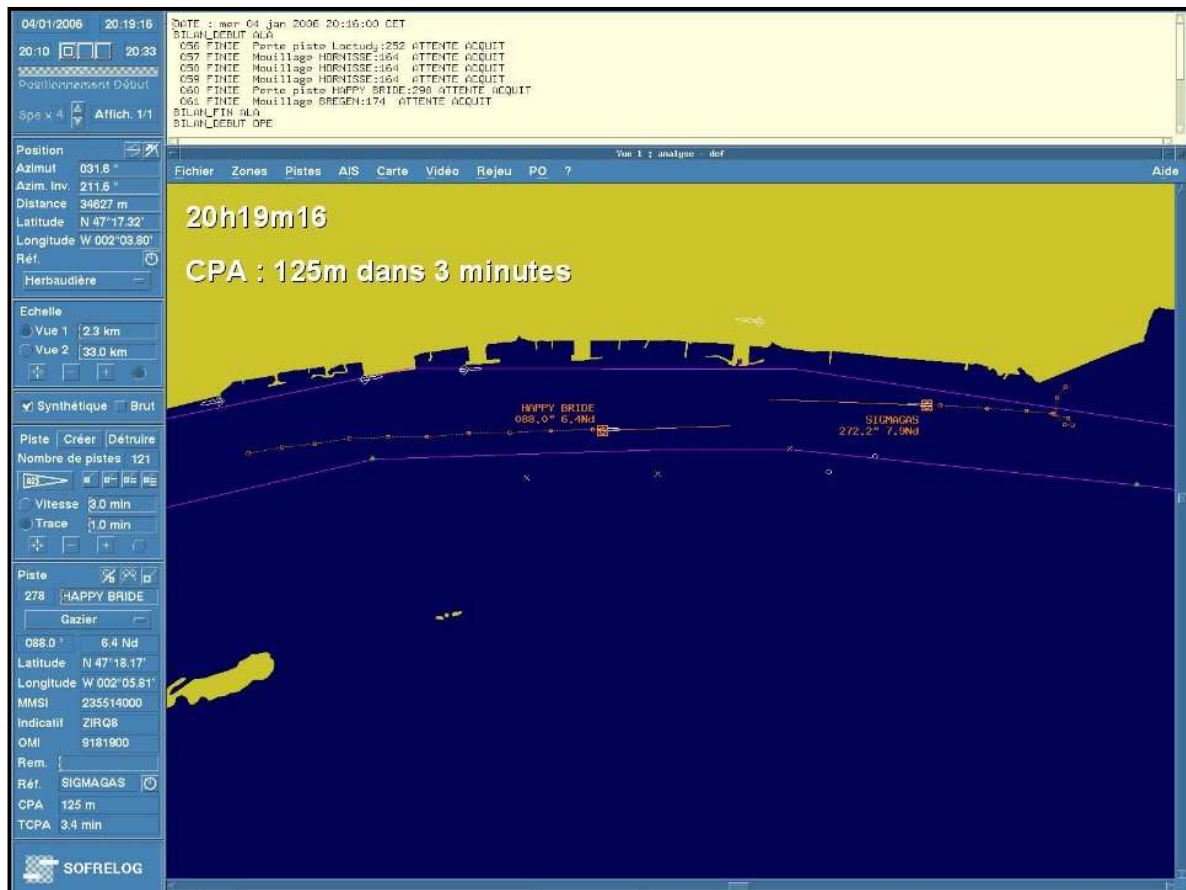 04/01/2006 20:19:16
20:10 20:33
Positionnement Début
Spe x 4 Affich. 1/1
DATE : mer 04 jan 2006 20:16:00 CET
BILAN_DEBUT ALA
056 FINIE Perte piste Loctudy:252 ATTENTE ACQUIT
057 FINIE Mouillage HORNISSE:164 ATTENTE ACQUIT
058 FINIE Mouillage HORNISSE:164 ATTENTE ACQUIT
059 FINIE Mouillage HORNISSE:164 ATTENTE ACQUIT
060 FINIE Perte piste HAPPY BRIDE:298 ATTENTE ACQUIT
061 FINIE Mouillage BREGEN:174 ATTENTE ACQUIT
BILAN_FIN ALA
BILAN_DEBUT OPE
Vue 1 : analyse - def
Fichier Zones Pistes AIS Carte Vidéo Rejeu PO ? Aide
20h19m16
CPA : 125m dans 3 minutes
HAPPY BRIDE
088.0° 6.4Nd
SIGMAGAS
272.2° 7.9Nd
Position
Azimut 031.6 °
Azim. Inv. 211.6 °
Distance 34627 m
Latitude N 47°17.32'
Longitude W 002°03.80'
Réf.
Herbaudière
Echelle
Vue 1 2.3 km
Vue 2 33.0 km
Synthétique Brut
Piste Créer Détruire
Nombre de pistes 121
Vitesse 3.0 min
Trace 1.0 min
Piste
278 HAPPY BRIDE
Gazier
088.0 ° 6.4 Nd
Latitude N 47°18.17'
Longitude W 002°05.81'
MMSI 235514000
Indicatif ZIRQ8
OMI 9181900
Rem.
Réf. SIGMAGAS
CPA 125 m
TCPA 3.4 min
SOFRELOG